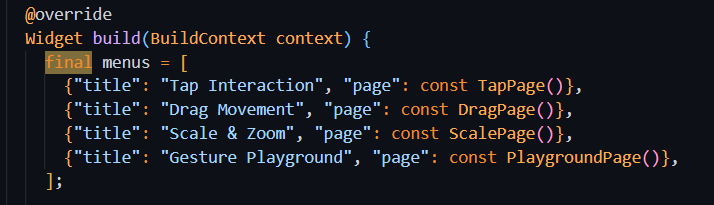 @override
Widget build(BuildContext context) {
final menus = [
{"title": "Tap Interaction", "page": const TapPage()},
{"title": "Drag Movement", "page": const DragPage()},
{"title": "Scale & Zoom", "page": const ScalePage()},
{"title": "Gesture Playground", "page": const PlaygroundPage()},
];